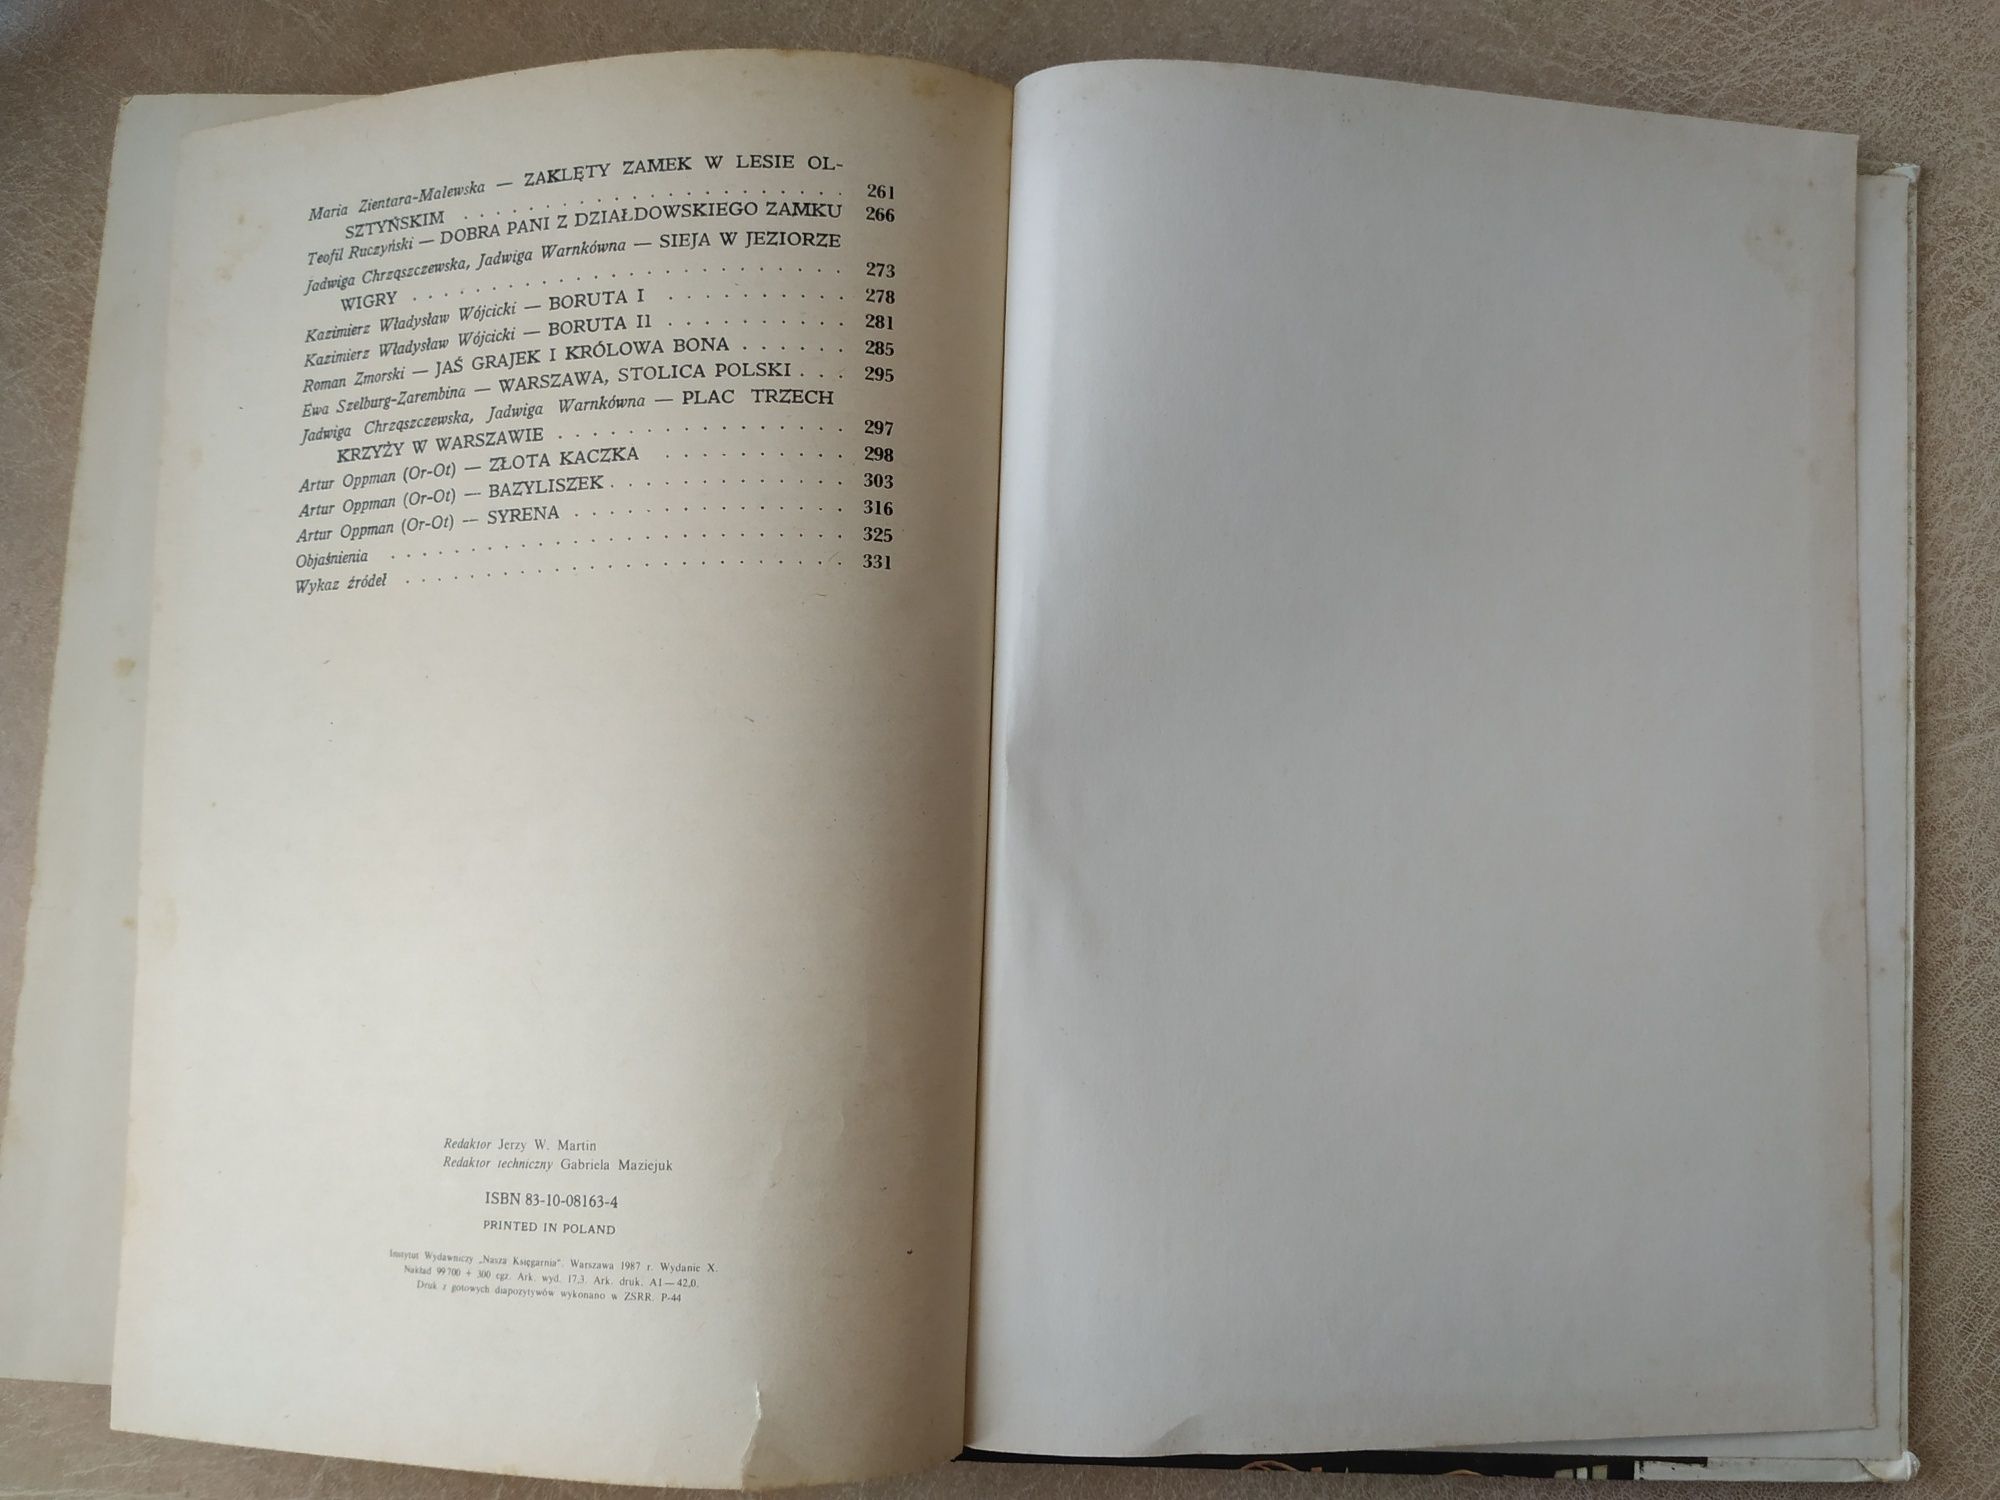 Maria Zientara-Malewska — ZAKLĘTY ZAMEK W LESIE OL-
SZTYŃSKIM . . . . . . . . . . . . . . . . . . . 261
Teofil Ruczyński — DOBRA PANI Z DZIAŁDOWSKIEGO ZAMKU 266
Jadwiga Chrząszczewska, Jadwiga Warnkówna — SIEJA W JEZIORZE
WIGRY . . . . . . . . . . . . . . . . . . . . 273
Kazimierz Władysław Wójcicki — BORUTA I . . . . . . . . . . 278
Kazimierz Władysław Wójcicki — BORUTA II . . . . . . . . . . 281
Roman Zmorski — JAŚ GRAJEK I KRÓLOWA BONA . . . . . . 285
Ewa Szelburg-Zarembina — WARSZAWA, STOLICA POLSKI . . . 295
Jadwiga Chrząszczewska, Jadwiga Warnkówna — PLAC TRZECH
KRZYŻY W WARSZAWIE . . . . . . . . . . . . . . . 297
Artur Oppman (Or-Ot) — ZŁOTA KACZKA . . . . . . . . . . 298
Artur Oppman (Or-Ot) — BAZYLISZEK . . . . . . . . . . . . 303
Artur Oppman (Or-Ot) — SYRENA . . . . . . . . . . . . . . 316
Objaśnienia . . . . . . . . . . . . . . . . . . . . . . . . 325
Wykaz źródeł . . . . . . . . . . . . . . . . . . . . . . . 331
Redaktor Jerzy W. Martin
Redaktor techniczny Gabriela Maziejuk
ISBN 83-10-08163-4
PRINTED IN POLAND
Instytut Wydawniczy „Nasza Księgarnia". Warszawa 1987 r. Wydanie X.
Nakład 99700 + 300 egz. Ark. wyd. 17,3. Ark. druk. A1—42,0.
Druk z gotowych diapozytywów wykonano w ZSRR. P-44